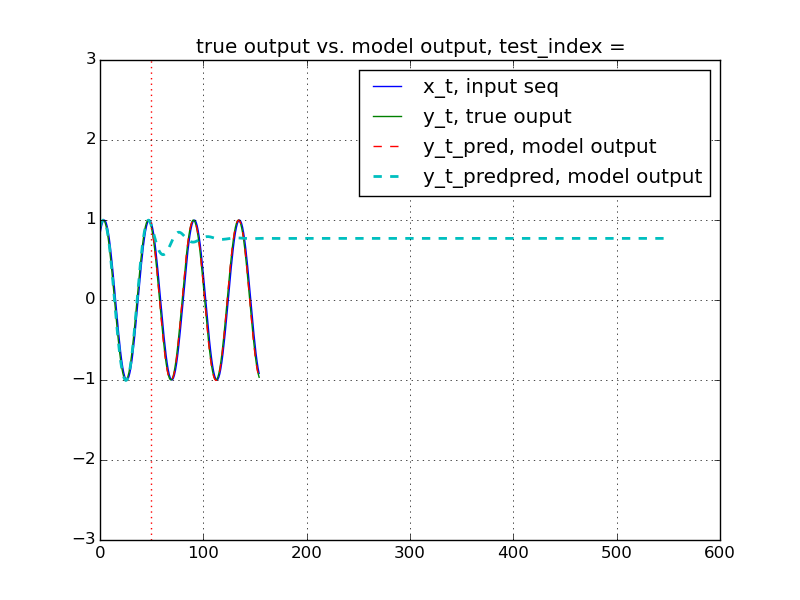 true output vs. model output, test_index =
x_t, input seq
y_t, true ouput
y_t_pred, model output
y_t_predpred, model output
3
2
1
0
−1
−2
−3
0 100 200 300 400 500 600